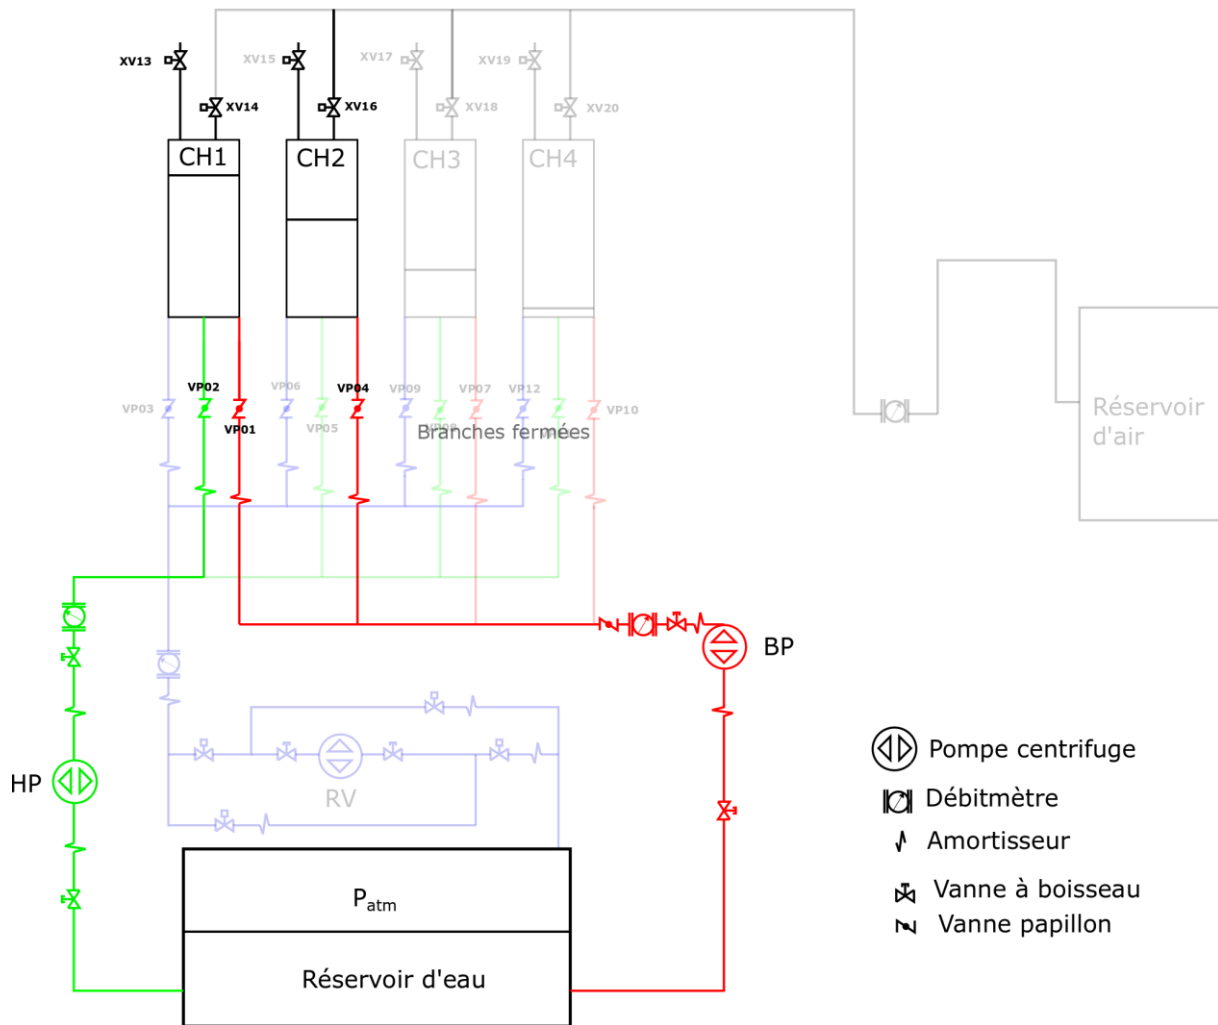 XV13
XV15
XV17
XV19
XV14
XV16
XV18
XV20
CH1
CH2
CH3
CH4
VP03
VP02
VP01
VP06
VP05
VP04
VP09
VP08
VP07
VP12
VP10
Branches fermées
Réservoir
d'air
BP
HP
RV
Patm
Réservoir d'eau
Pompe centrifuge
Débitmètre
Amortisseur
Vanne à boisseau
Vanne papillon